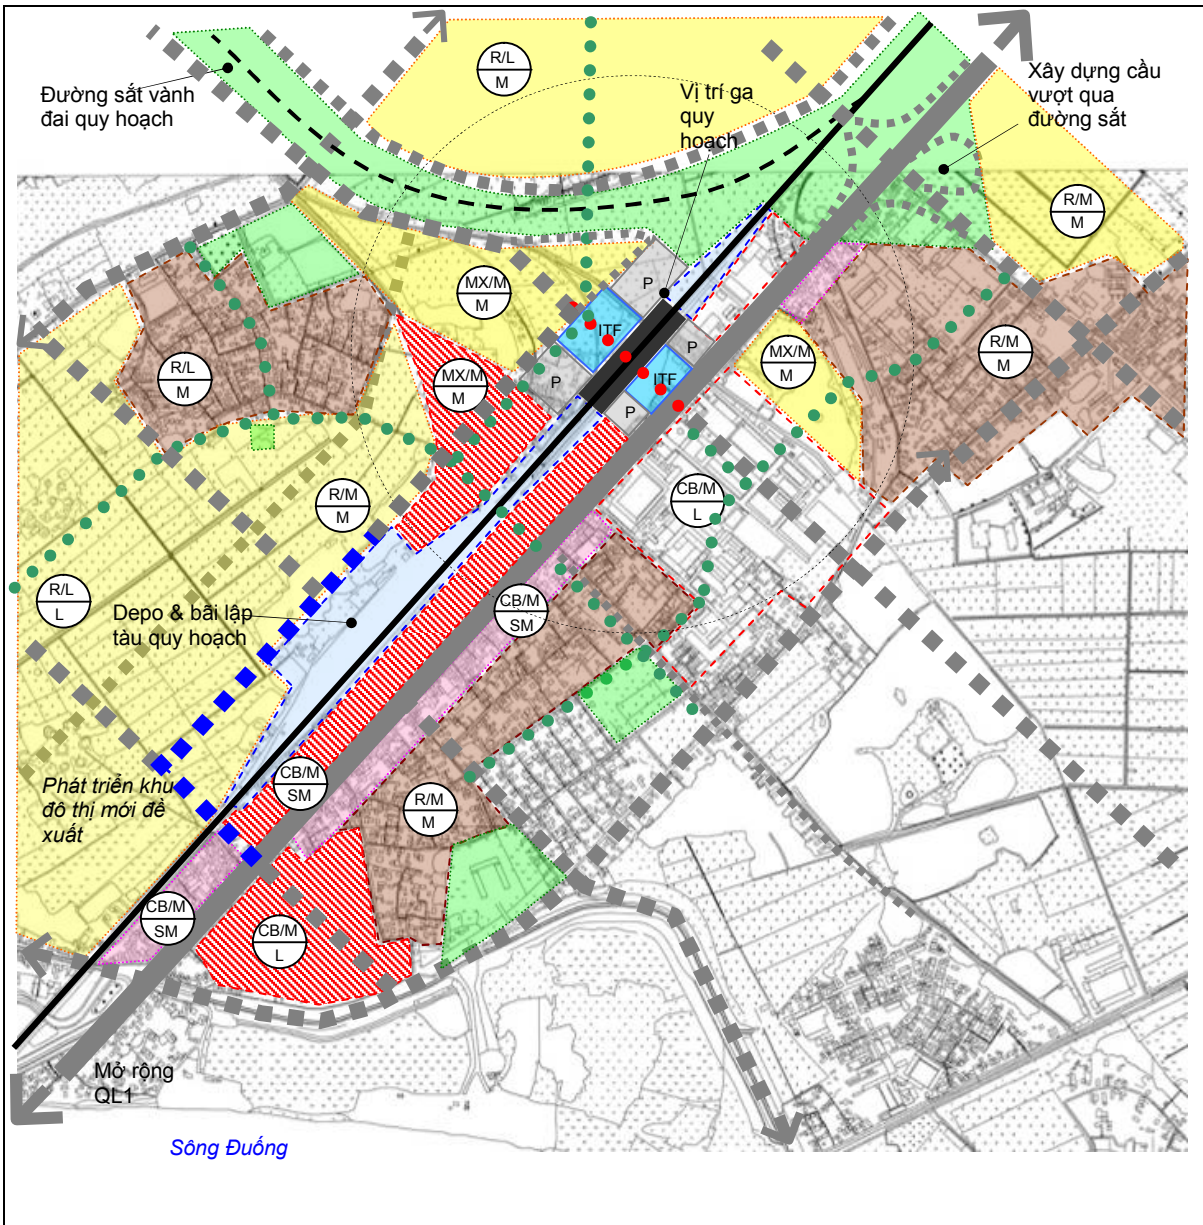 R/L
M
Đường sắt vành
đai quy hoạch
Vị trí ga
quy
hoạch
Xây dựng cầu
vượt qua
đường sắt
R/M
M
P
MX/M
M
ITF
P
R/M
M
MX/M
M
R/L
M
MX/M
M
P
ITF
P
R/M
M
CB/M
L
R/L
L
Depo & bãi lập
tàu quy hoạch
CB/M
SM
Phát triển khu
đô thị mới đề
xuất
CB/M
SM
R/M
M
CB/M
SM
CB/M
L
Mở rộng
QL1
Sông Đuống